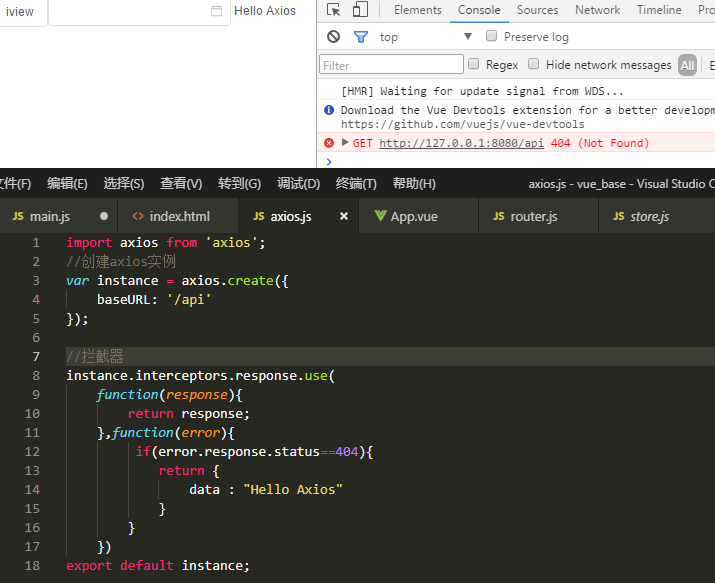 iview
Hello Axios
Elements Console Sources Network Timeline Pro
top Preserve log
Filter Regex Hide network messages All E
[HMR] Waiting for update signal from WDS...
Download the Vue Devtools extension for a better developm
https://github.com/vuejs/vue-devtools
GET http://127.0.0.1:8080/api 404 (Not Found)
文件(F) 编辑(E) 选择(S) 查看(V) 转到(G) 调试(D) 终端(T) 帮助(H) axios.js - vue_base - Visual Studio C
JS main.js <> index.html JS axios.js × App.vue JS router.js JS store.js
1 import axios from 'axios';
2 //创建axios实例
3 var instance = axios.create({
4 baseURL: '/api'
5 });
6
7 //拦截器
8 instance.interceptors.response.use(
9 function(response){
10 return response;
11 },function(error){
12 if(error.response.status==404){
13 return {
14 data : "Hello Axios"
15 }
16 }
17 })
18 export default instance;